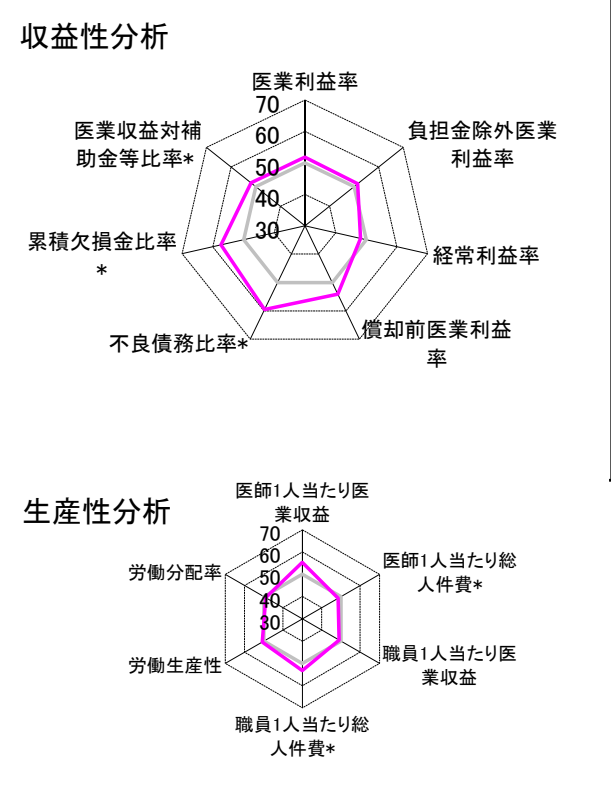 収益性分析
医業利益率
70
60
50
40
30
負担金除外医業
利益率
経常利益率
償却前医業利益
率
不良債務比率*
累積欠損金比率
*
医業収益対補
助金等比率*
生産性分析
医師1人当たり医
業収益
70
60
50
40
30
医師1人当たり総
人件費*
職員1人当たり医
業収益
職員1人当たり総
人件費*
労働生産性
労働分配率